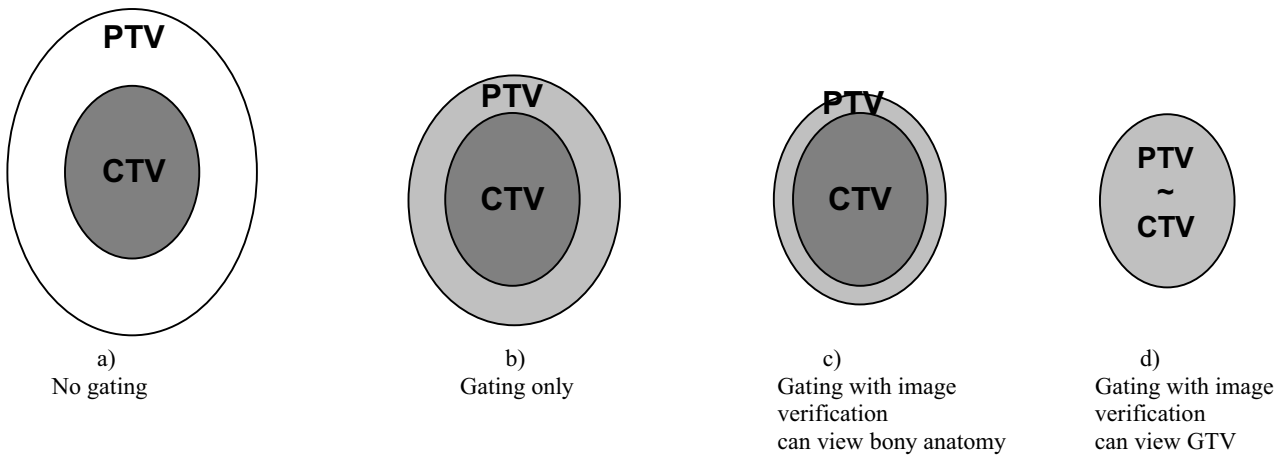 PTV
CTV
a)
No gating
PTV
CTV
b)
Gating only
PTV
CTV
c)
Gating with image
verification
can view bony anatomy
PTV
~
CTV
d)
Gating with image
verification
can view GTV